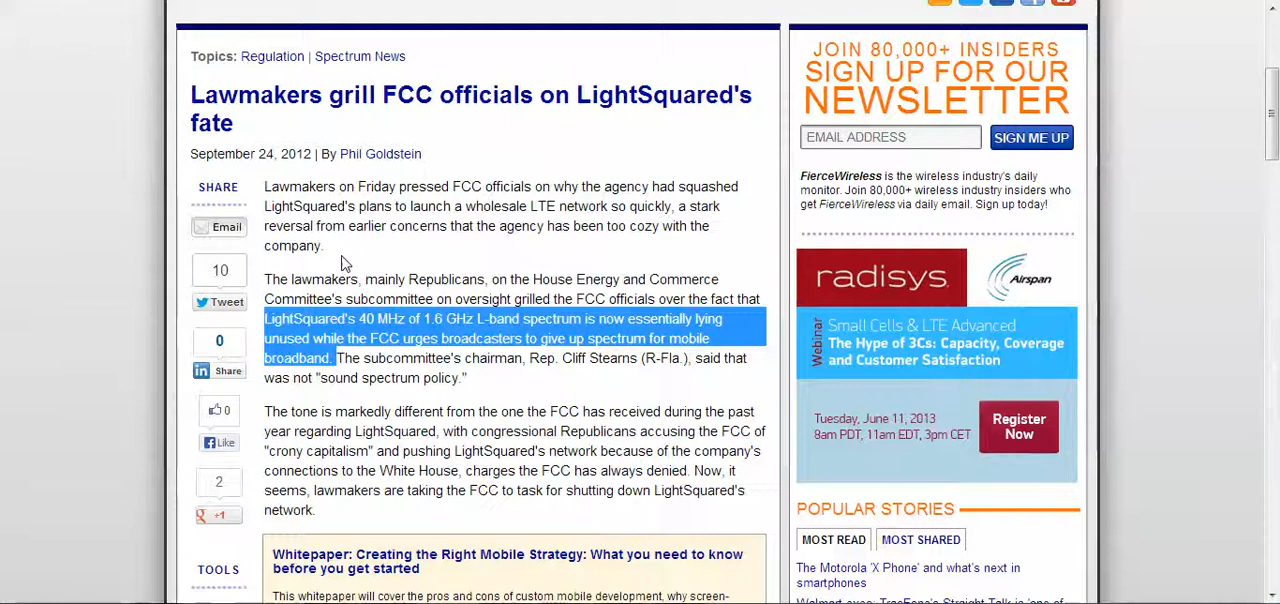 Topics: Regulation | Spectrum News
Lawmakers grill FCC officials on LightSquared's
fate
September 24, 2012 | By Phil Goldstein
SHARE
Email
10
Tweet
0
in Share
0
Like
2
+1
TOOLS
Lawmakers on Friday pressed FCC officials on why the agency had squashed
LightSquared's plans to launch a wholesale LTE network so quickly, a stark
reversal from earlier concerns that the agency has been too cozy with the
company.
The lawmakers, mainly Republicans, on the House Energy and Commerce
Committee's subcommittee on oversight grilled the FCC officials over the fact that
LightSquared's 40 MHz of 1.6 GHz L-band spectrum is now essentially lying
unused while the FCC urges broadcasters to give up spectrum for mobile
broadband. The subcommittee's chairman, Rep. Cliff Stearns (R-Fla.), said that
was not "sound spectrum policy."
The tone is markedly different from the one the FCC has received during the past
year regarding LightSquared, with congressional Republicans accusing the FCC of
"crony capitalism" and pushing LightSquared's network because of the company's
connections to the White House, charges the FCC has always denied. Now, it
seems, lawmakers are taking the FCC to task for shutting down LightSquared's
network.
Whitepaper: Creating the Right Mobile Strategy: What you need to know
before you get started
This whitepaper will cover the pros and cons of custom mobile development, why screen-
JOIN 80,000+ INSIDERS
SIGN UP FOR OUR
NEWSLETTER
EMAIL ADDRESS
SIGN ME UP
FierceWireless is the wireless industry's daily
monitor. Join 80,000+ wireless industry insiders who
get FierceWireless via daily email. Sign up today!
radisys.
Airspan
Webinar
Small Cells & LTE Advanced
The Hype of 3Cs: Capacity, Coverage
and Customer Satisfaction
Tuesday, June 11, 2013
8am PDT, 11am EDT, 3pm CET
Register
Now
POPULAR STORIES
MOST READ
MOST SHARED
The Motorola 'X Phone' and what's next in
smartphones
Walmart exec: TracFone's Straight Talk is 'one of